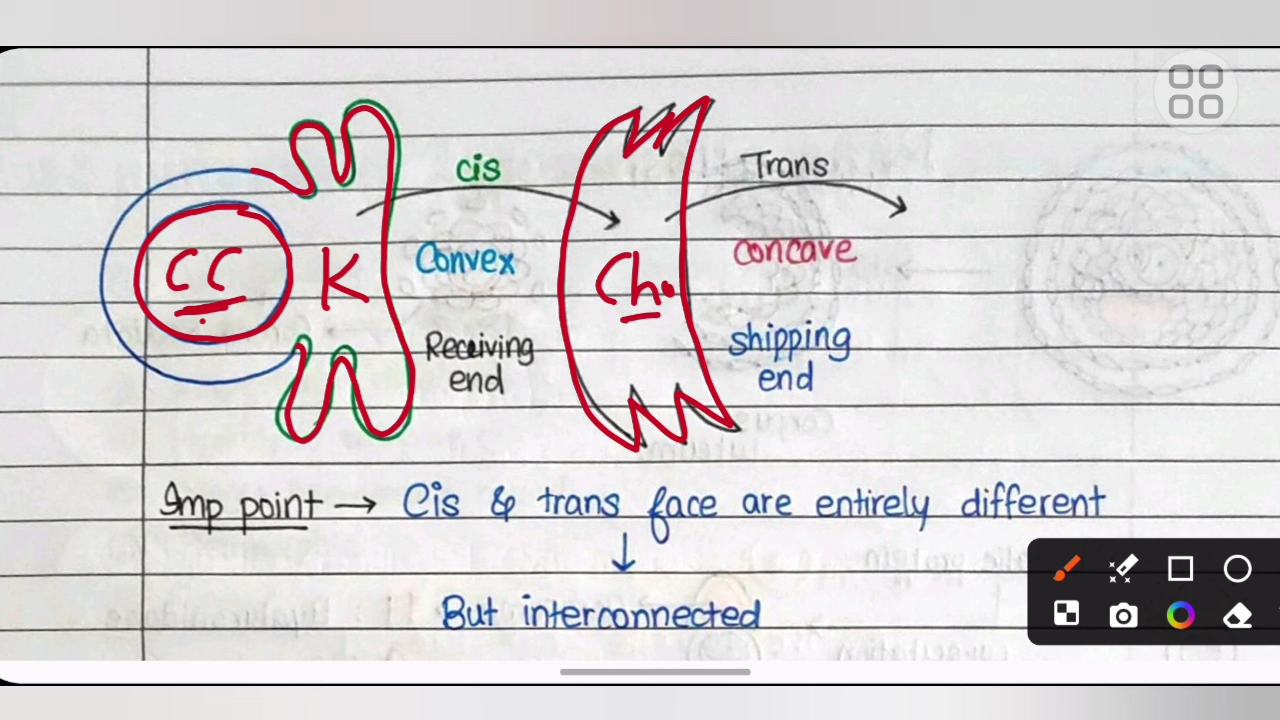 cis
Trans
CC
K
Convex
Ch.
concave
Receiving
end
shipping
end
Imp point → Cis & trans face are entirely different
↓
But interconnected